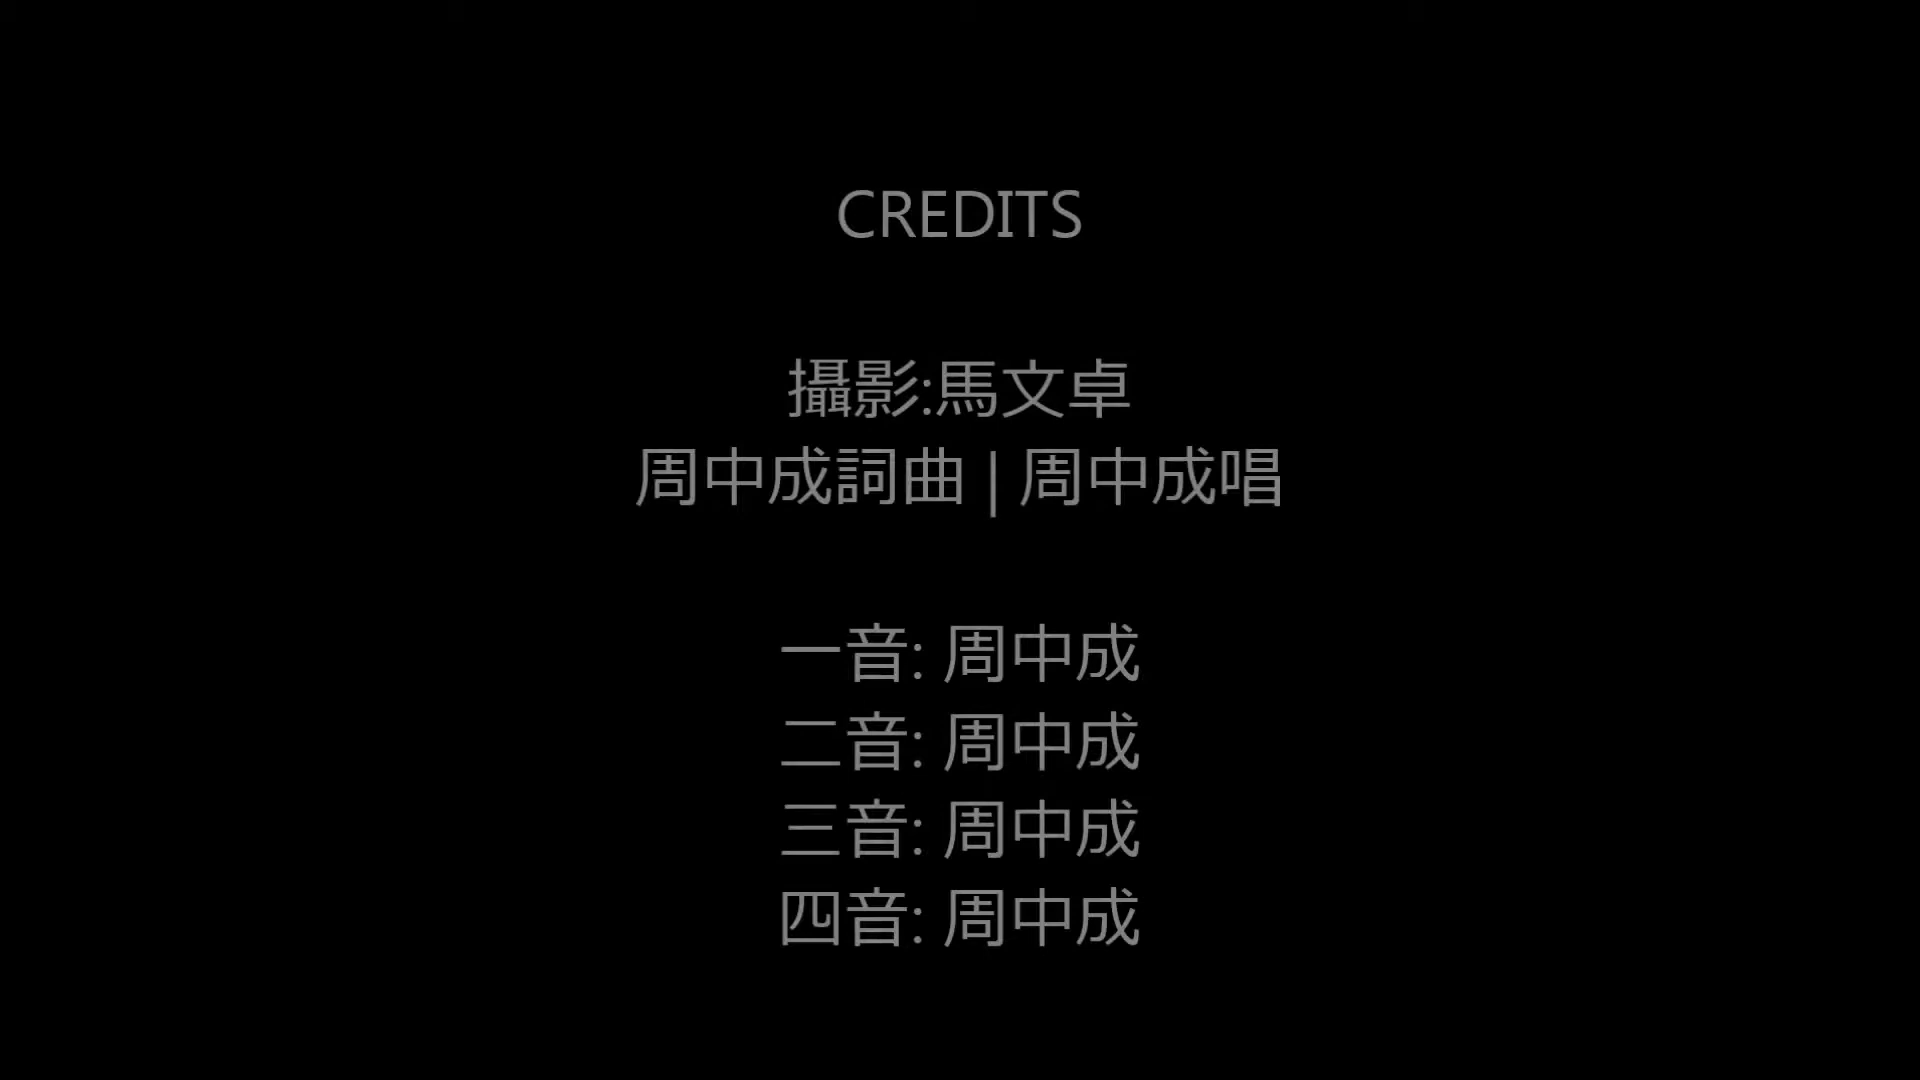 CREDITS
攝影:馬文卓
周中成詞曲 | 周中成唱
一音: 周中成
二音: 周中成
三音: 周中成
四音: 周中成